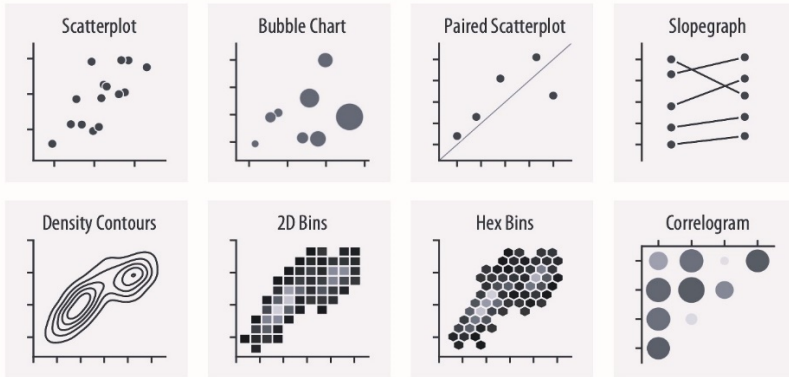 Scatterplot
Bubble Chart
Paired Scatterplot
Slopegraph
Density Contours
2D Bins
Hex Bins
Correlogram